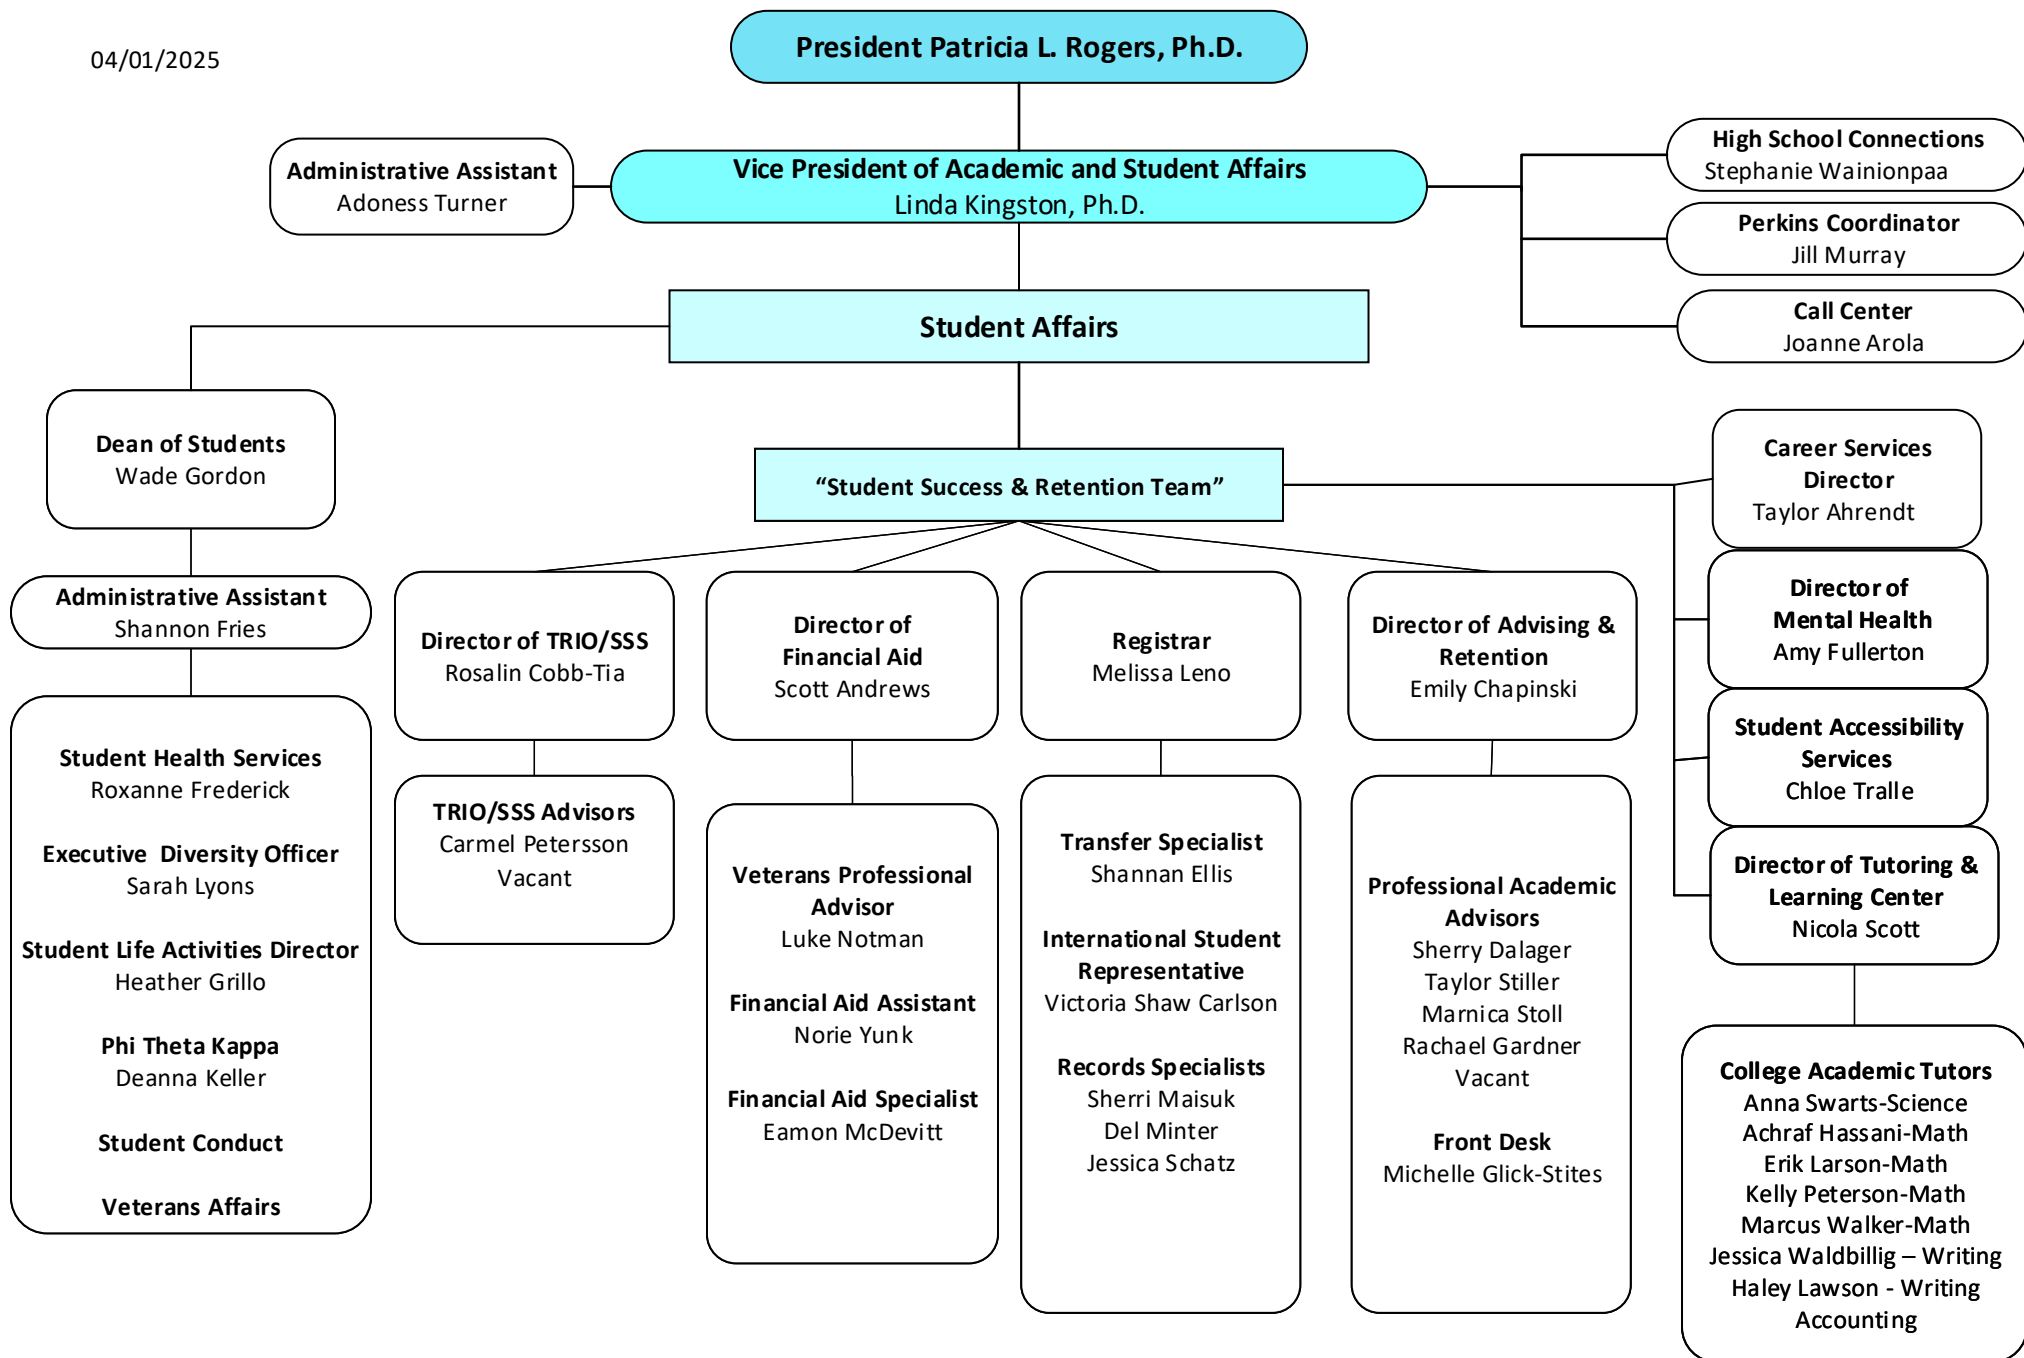 04/01/2025
President Patricia L. Rogers, Ph.D.
Administrative Assistant
Adoness Turner
Vice President of Academic and Student Affairs
Linda Kingston, Ph.D.
High School Connections
Stephanie Wainionpaa
Perkins Coordinator
Jill Murray
Call Center
Joanne Arola
Student Affairs
Dean of Students
Wade Gordon
“Student Success & Retention Team”
Career Services
Director
Taylor Ahrendt
Administrative Assistant
Shannon Fries
Director of TRIO/SSS
Rosalin Cobb-Tia
Director of
Financial Aid
Scott Andrews
Registrar
Melissa Leno
Director of Advising &
Retention
Emily Chapinski
Director of
Mental Health
Amy Fullerton
Student Accessibility
Services
Chloe Tralle
Director of Tutoring &
Learning Center
Nicola Scott
Student Health Services
Roxanne Frederick
Executive  Diversity Officer
Sarah Lyons
Student Life Activities Director
Heather Grillo
Phi Theta Kappa
Deanna Keller
Student Conduct
Veterans Affairs
TRIO/SSS Advisors
Carmel Petersson
Vacant
Veterans Professional
Advisor
Luke Notman
Financial Aid Assistant
Norie Yunk
Financial Aid Specialist
Eamon McDevitt
Transfer Specialist
Shannan Ellis
International Student
Representative
Victoria Shaw Carlson
Records Specialists
Sherri Maisuk
Del Minter
Jessica Schatz
Professional Academic
Advisors
Sherry Dalager
Taylor Stiller
Marnica Stoll
Rachael Gardner
Vacant
Front Desk
Michelle Glick-Stites
College Academic Tutors
Anna Swarts-Science
Achraf Hassani-Math
Erik Larson-Math
Kelly Peterson-Math
Marcus Walker-Math
Jessica Waldbillig – Writing
Haley Lawson - Writing
Accounting